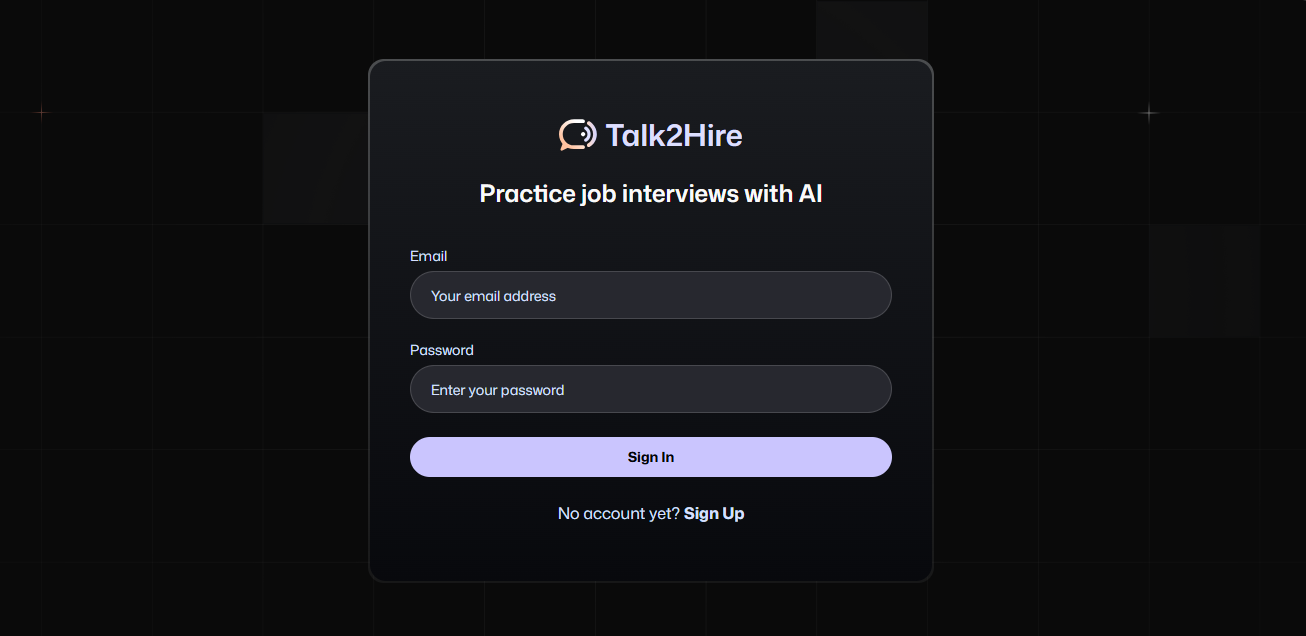 Talk2Hire
Practice job interviews with AI
Email
Your email address
Password
Enter your password
Sign In
No account yet? Sign Up